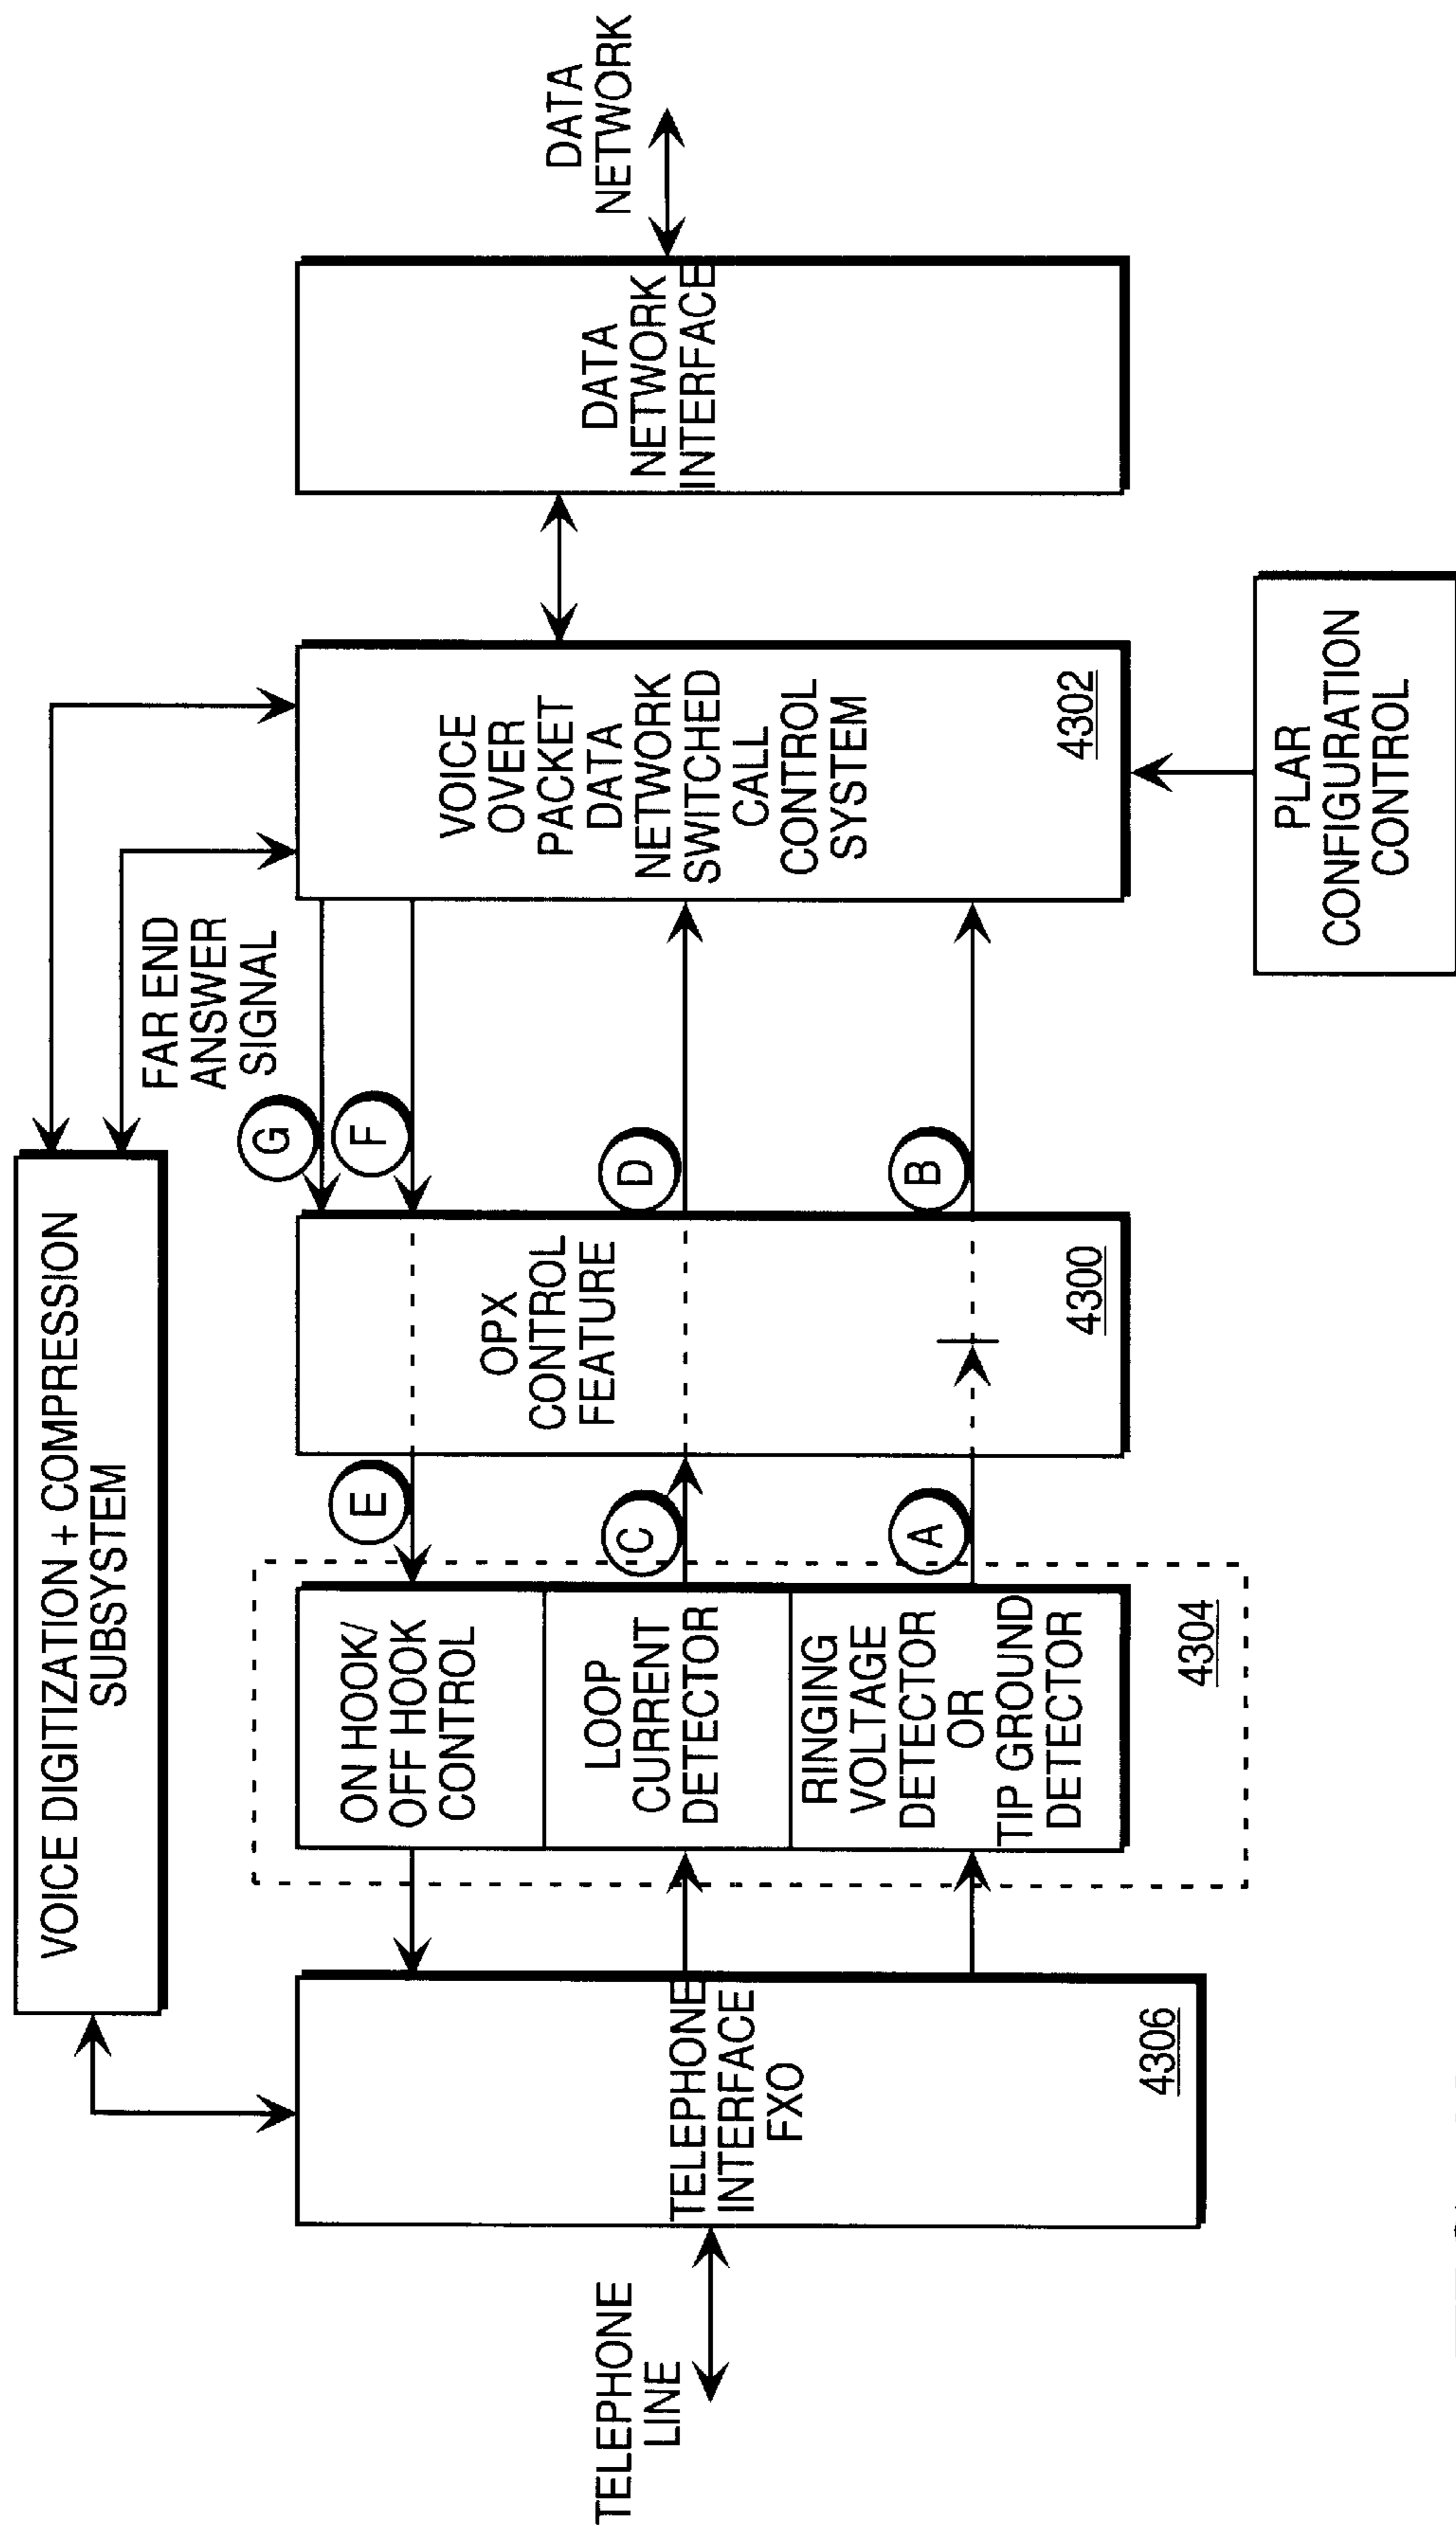 VOICE DIGITIZATION + COMPRESSION
SUBSYSTEM
FAR END
ANSWER
SIGNAL
TELEPHONE
LINE
TELEPHONE
INTERFACE
FXO
4306
ON HOOK/
OFF HOOK
CONTROL
LOOP
CURRENT
DETECTOR
RINGING
VOLTAGE
DETECTOR
OR
TIP GROUND
DETECTOR
4304
E
C
A
OPX
CONTROL
FEATURE
4300
G
F
D
B
VOICE
OVER
PACKET
DATA
NETWORK
SWITCHED
CALL
CONTROL
SYSTEM
4302
PLAR
CONFIGURATION
CONTROL
DATA
NETWORK
INTERFACE
DATA
NETWORK